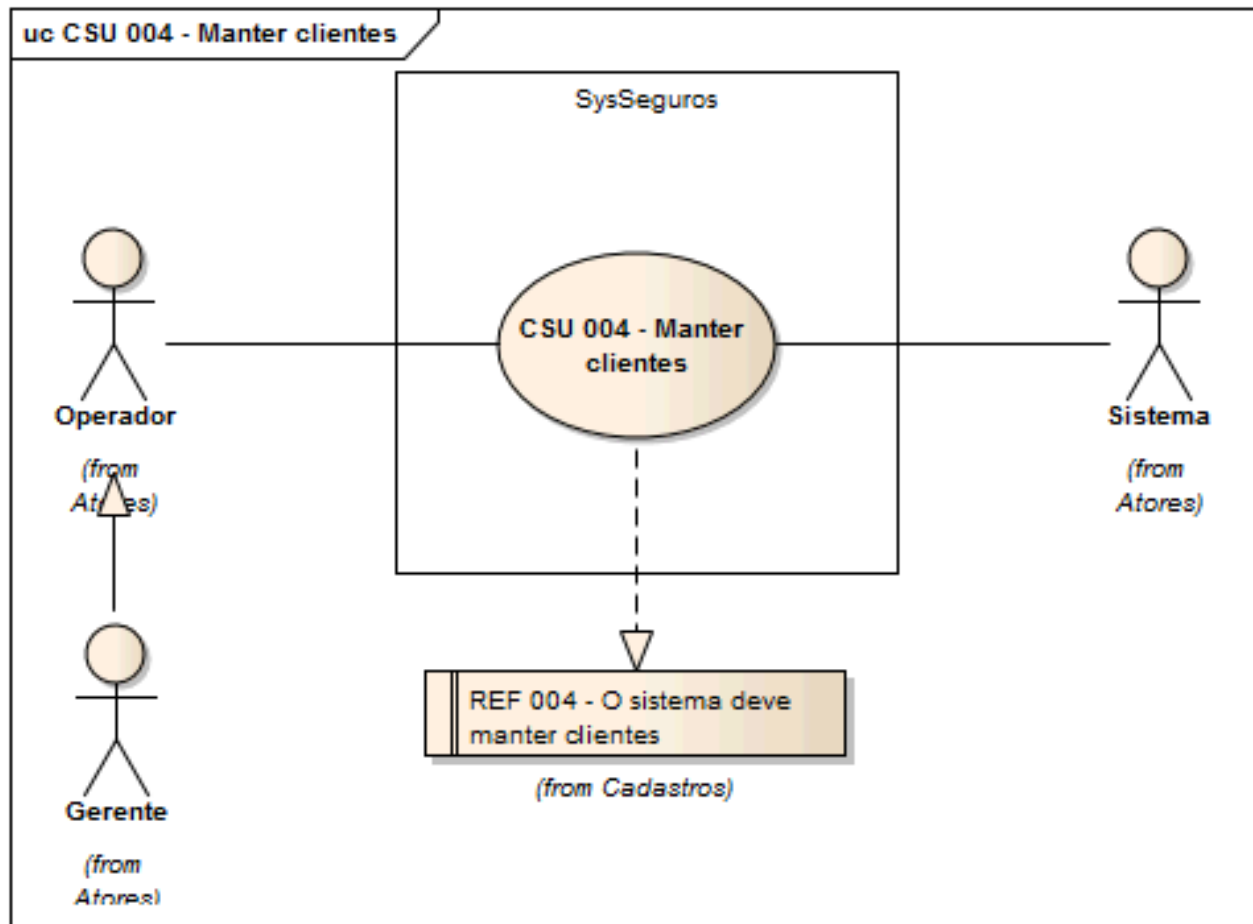 uc CSU 004 - Manter clientes
SysSeguros
CSU 004 - Manter
clientes
Operador
(from
Atores)
Sistema
(from
Atores)
REF 004 - O sistema deve
manter clientes
(from Cadastros)
Gerente
(from
Atores)